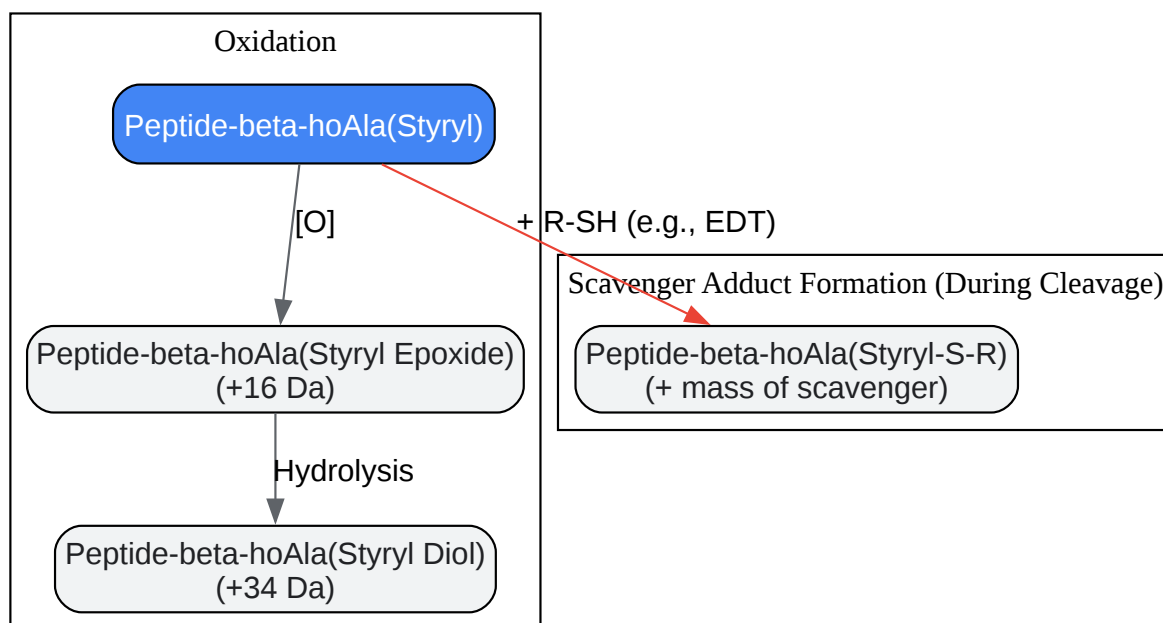 Oxidation
Peptide-beta-hoAla(Styryl)
[O]
+ R-SH (e.g., EDT)
Scavenger Adduct Formation (During Cleavage)
Peptide-beta-hoAla(Styryl Epoxide)
(+16 Da)
Peptide-beta-hoAla(Styryl-S-R)
(+ mass of scavenger)
Hydrolysis
Peptide-beta-hoAla(Styryl Diol)
(+34 Da)